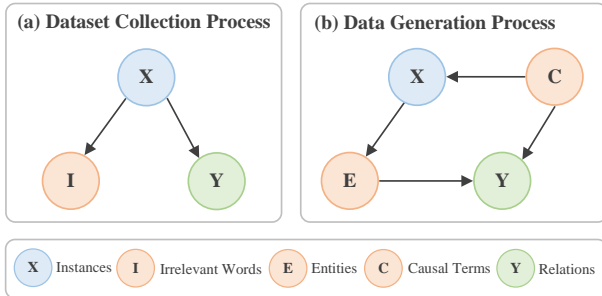 (a) Dataset Collection Process
X
I
Y
(b) Data Generation Process
X
C
E
Y
X Instances I Irrelevant Words E Entities C Causal Terms Y Relations